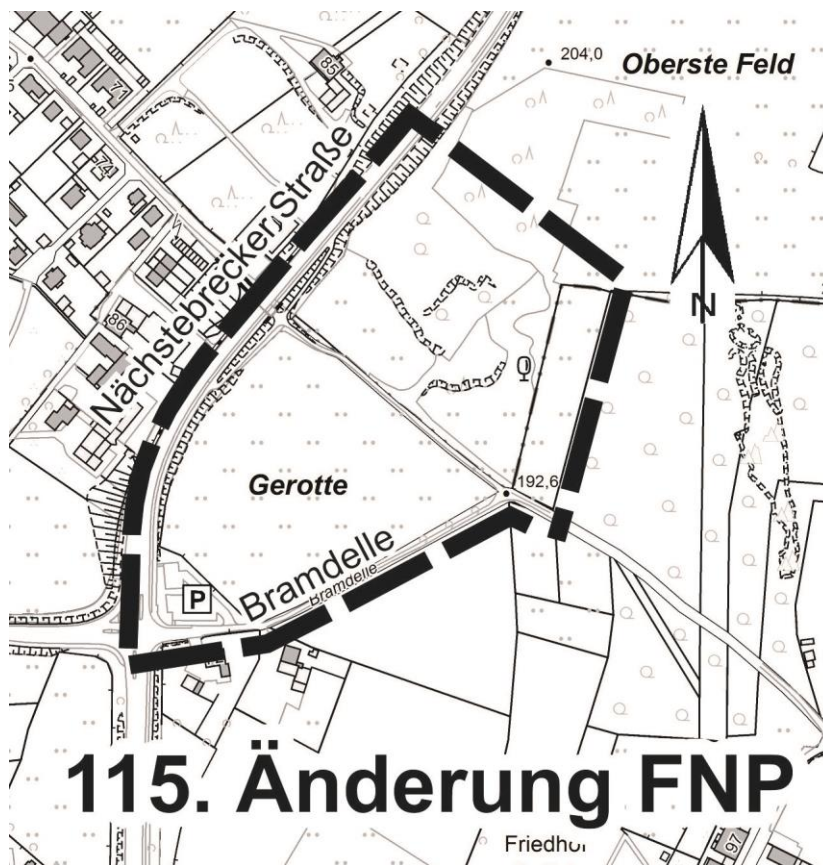 204,0
Oberste Feld
85
71
74
Nächstebrecker Straße
86
N
192,6
Gerotte
Bramdelle
Bramdelle
P
115. Änderung FNP
Friedhof
97